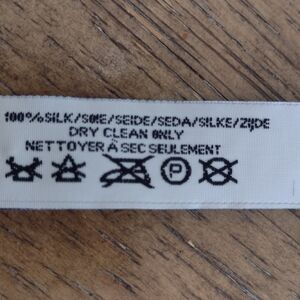 100% SILK/SOIE/SEIDE/SEDA/SILKE/ZIJDE
DRY CLEAN ONLY
NETTOYER À SEC SEULEMENT
P